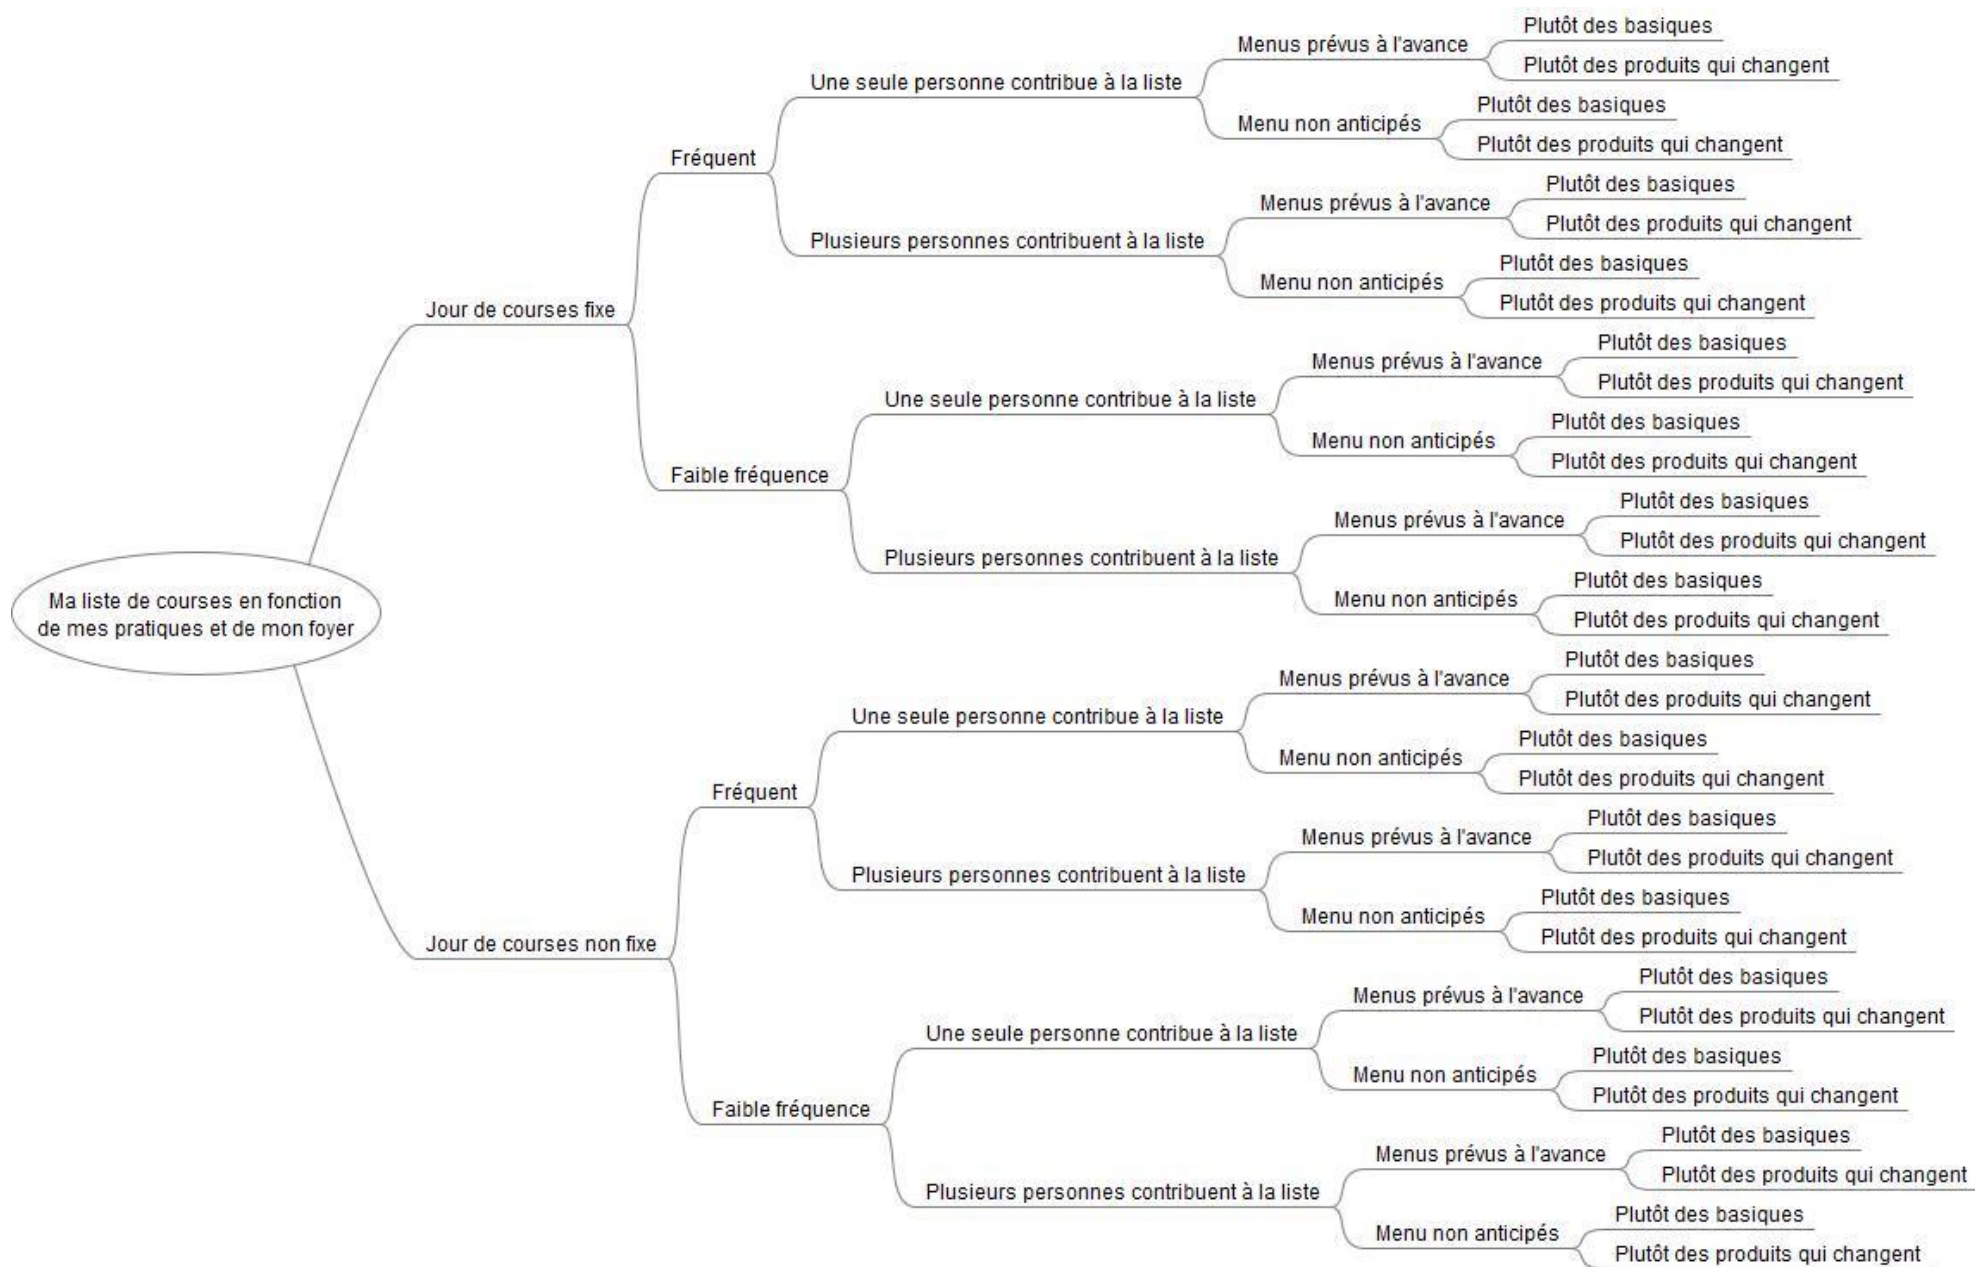 Ma liste de courses en fonction
de mes pratiques et de mon foyer
Jour de courses fixe
Fréquent
Une seule personne contribue à la liste
Menus prévus à l'avance
Plutôt des basiques
Plutôt des produits qui changent
Menu non anticipés
Plutôt des basiques
Plutôt des produits qui changent
Plusieurs personnes contribuent à la liste
Menus prévus à l'avance
Plutôt des basiques
Plutôt des produits qui changent
Menu non anticipés
Plutôt des basiques
Plutôt des produits qui changent
Faible fréquence
Une seule personne contribue à la liste
Menus prévus à l'avance
Plutôt des basiques
Plutôt des produits qui changent
Menu non anticipés
Plutôt des basiques
Plutôt des produits qui changent
Plusieurs personnes contribuent à la liste
Menus prévus à l'avance
Plutôt des basiques
Plutôt des produits qui changent
Menu non anticipés
Plutôt des basiques
Plutôt des produits qui changent
Jour de courses non fixe
Fréquent
Une seule personne contribue à la liste
Menus prévus à l'avance
Plutôt des basiques
Plutôt des produits qui changent
Menu non anticipés
Plutôt des basiques
Plutôt des produits qui changent
Plusieurs personnes contribuent à la liste
Menus prévus à l'avance
Plutôt des basiques
Plutôt des produits qui changent
Menu non anticipés
Plutôt des basiques
Plutôt des produits qui changent
Faible fréquence
Une seule personne contribue à la liste
Menus prévus à l'avance
Plutôt des basiques
Plutôt des produits qui changent
Menu non anticipés
Plutôt des basiques
Plutôt des produits qui changent
Plusieurs personnes contribuent à la liste
Menus prévus à l'avance
Plutôt des basiques
Plutôt des produits qui changent
Menu non anticipés
Plutôt des basiques
Plutôt des produits qui changent